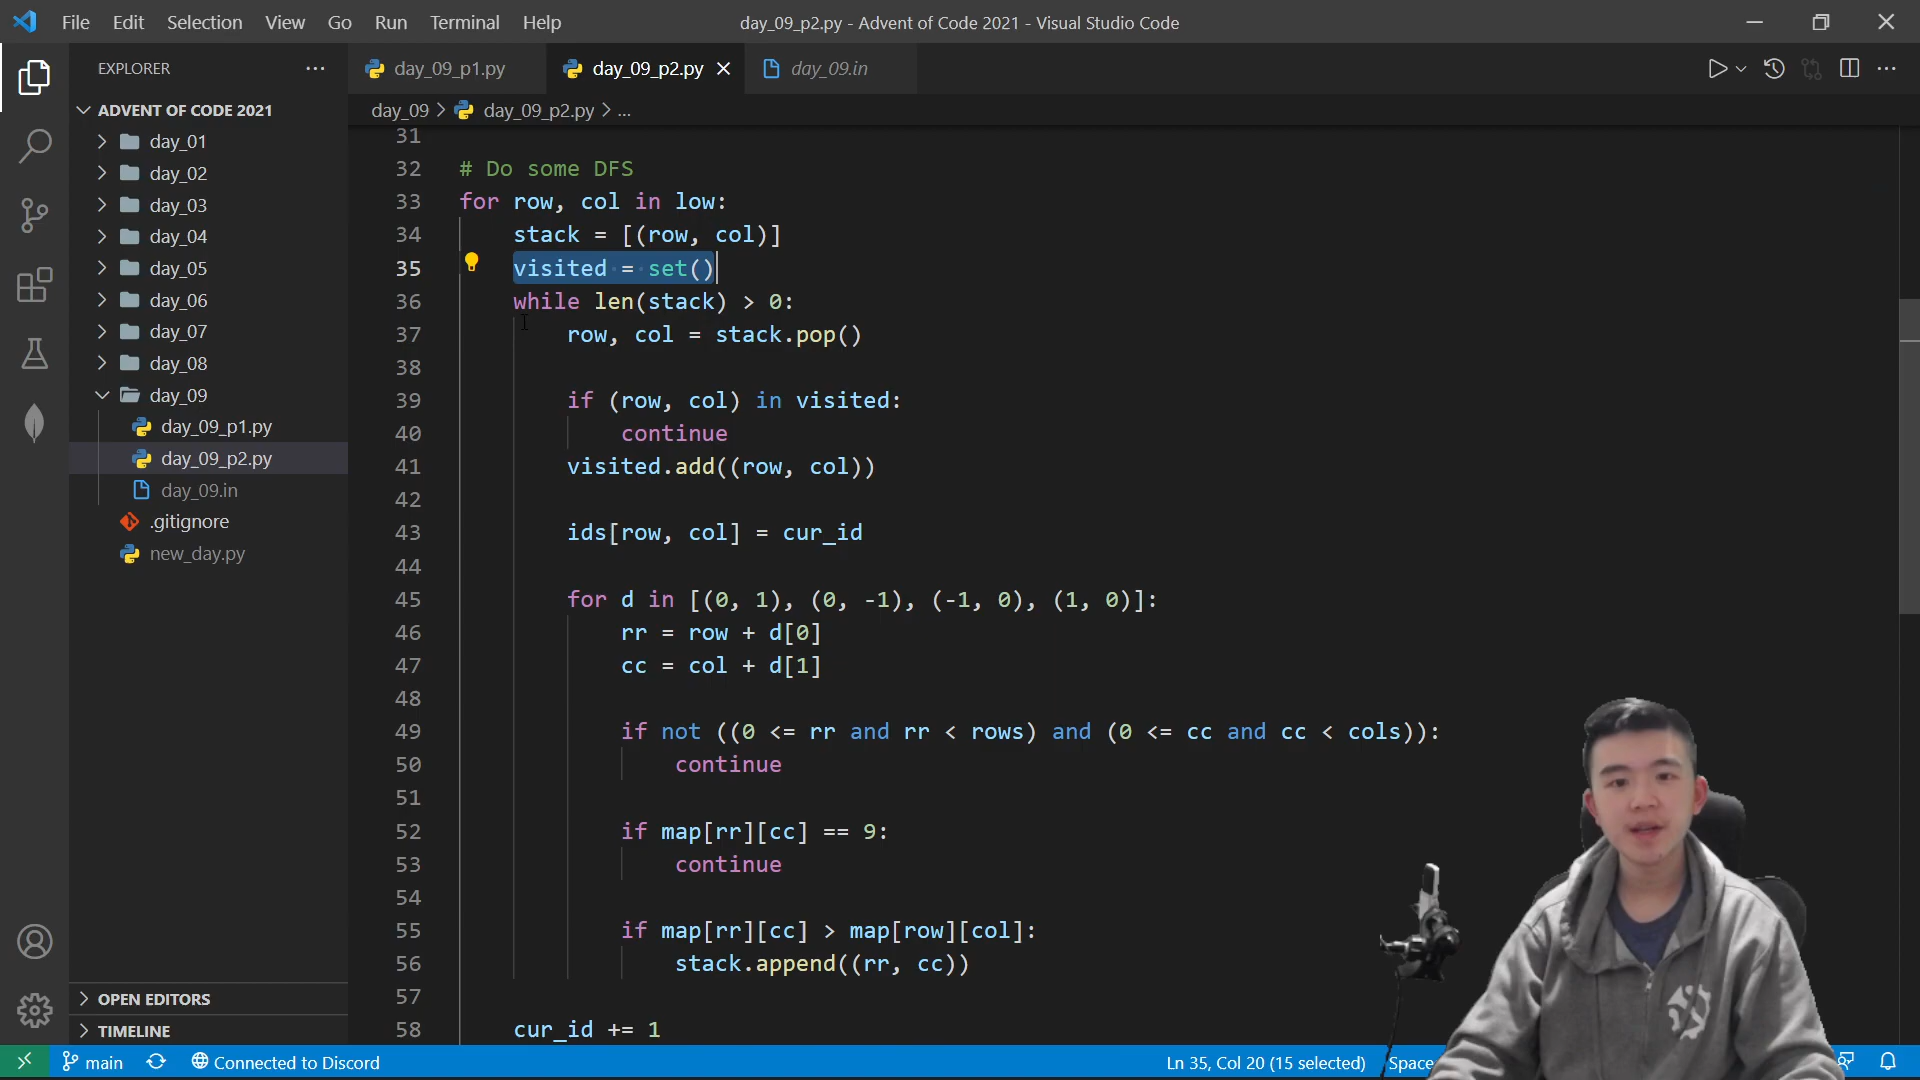 File Edit Selection View Go Run Terminal Help
day_09_p2.py - Advent of Code 2021 - Visual Studio Code
EXPLORER
ADVENT OF CODE 2021
day_01
day_02
day_03
day_04
day_05
day_06
day_07
day_08
day_09
day_09_p1.py
day_09_p2.py
day_09.in
.gitignore
new_day.py
OPEN EDITORS
TIMELINE
day_09_p1.py day_09_p2.py day_09.in
day_09 > day_09_p2.py > ...
31
32 # Do some DFS
33 for row, col in low:
34 stack = [(row, col)]
35 visited = set()
36 while len(stack) > 0:
37 row, col = stack.pop()
38
39 if (row, col) in visited:
40 continue
41 visited.add((row, col))
42
43 ids[row, col] = cur_id
44
45 for d in [(0, 1), (0, -1), (-1, 0), (1, 0)]:
46 rr = row + d[0]
47 cc = col + d[1]
48
49 if not ((0 <= rr and rr < rows) and (0 <= cc and cc < cols)):
50 continue
51
52 if map[rr][cc] == 9:
53 continue
54
55 if map[rr][cc] > map[row][col]:
56 stack.append((rr, cc))
57
58 cur_id += 1
main Connected to Discord Ln 35, Col 20 (15 selected) Space